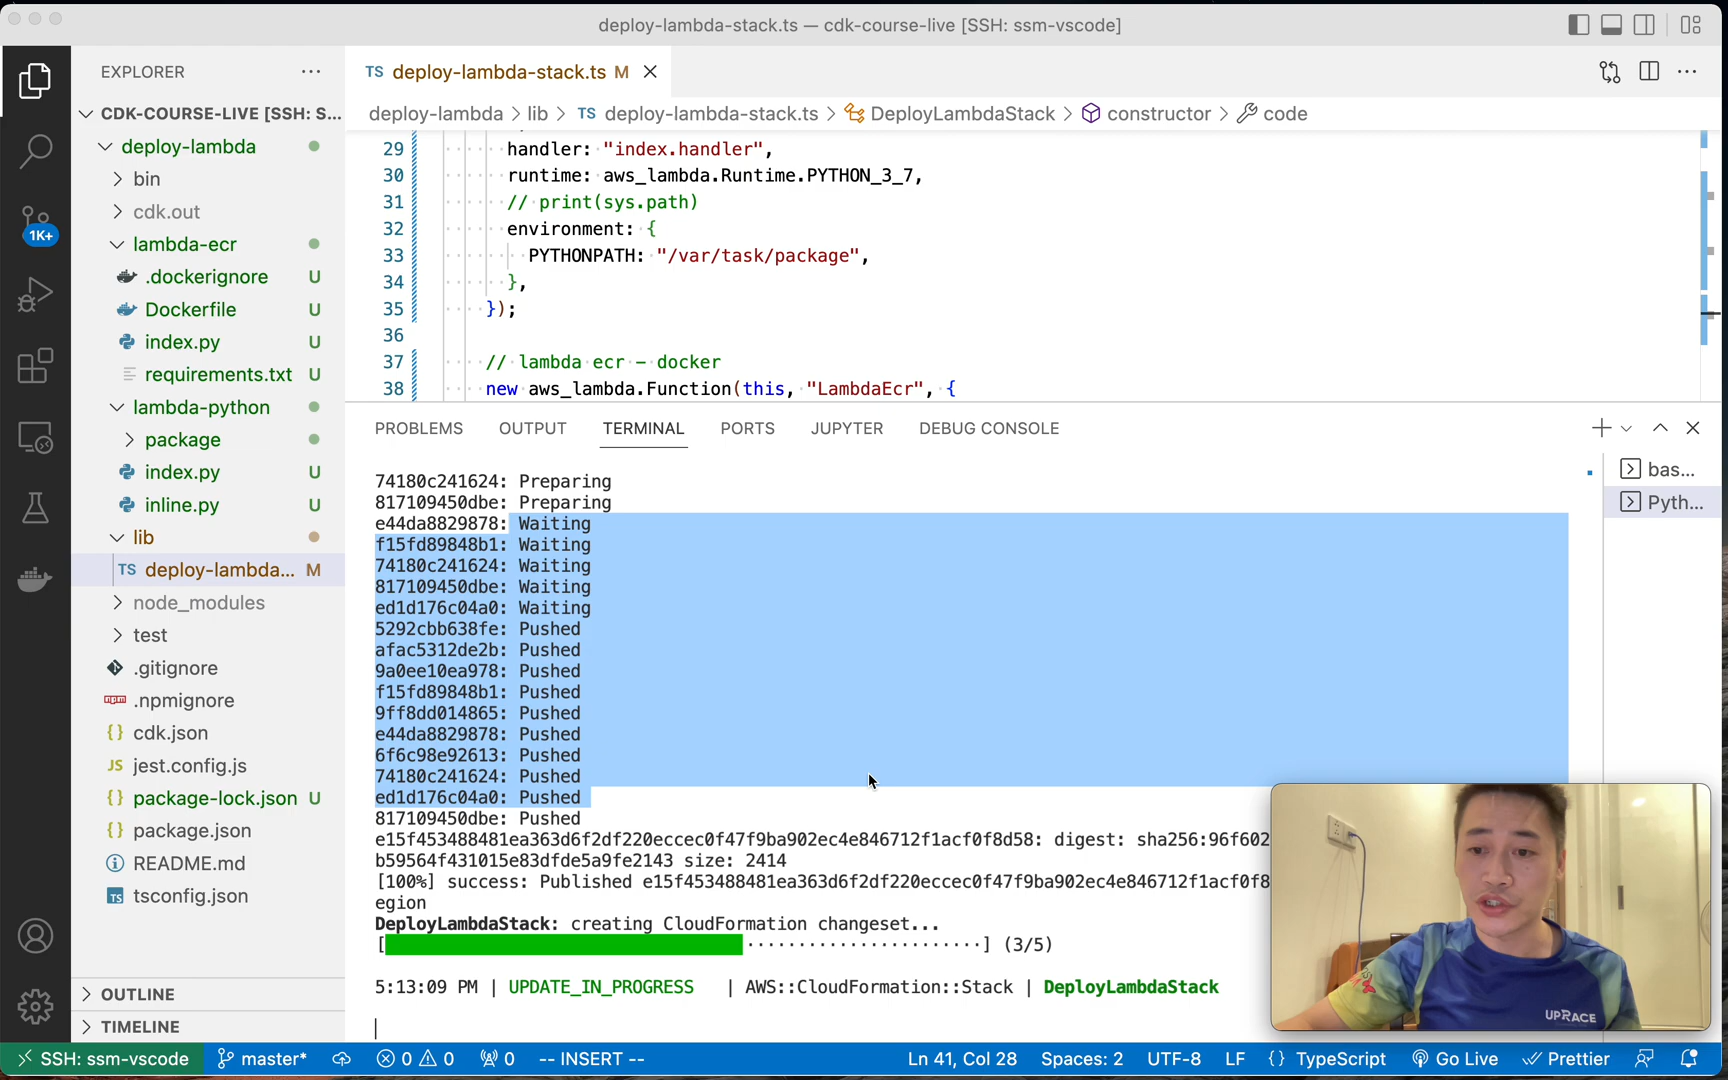 deploy-lambda-stack.ts — cdk-course-live [SSH: ssm-vscode]
EXPLORER
CDK-COURSE-LIVE [SSH: S...
deploy-lambda
bin
cdk.out
lambda-ecr
.dockerignore U
Dockerfile U
index.py U
requirements.txt U
lambda-python
package
index.py U
inline.py U
lib
TS deploy-lambda... M
node_modules
test
.gitignore
npm .npmignore
{} cdk.json
JS jest.config.js
{} package-lock.json U
{} package.json
README.md
TS tsconfig.json
OUTLINE
TIMELINE
1K+
TS deploy-lambda-stack.ts M
deploy-lambda > lib > TS deploy-lambda-stack.ts > DeployLambdaStack > constructor > code
29 handler: "index.handler",
30 runtime: aws_lambda.Runtime.PYTHON_3_7,
31 // print(sys.path)
32 environment: {
33 PYTHONPATH: "/var/task/package",
34 },
35 });
36
37 // lambda ecr - docker
38 new aws_lambda.Function(this, "LambdaEcr", {
PROBLEMS OUTPUT TERMINAL PORTS JUPYTER DEBUG CONSOLE
bas...
Pyth...
74180c241624: Preparing
817109450dbe: Preparing
e44da8829878: Waiting
f15fd89848b1: Waiting
74180c241624: Waiting
817109450dbe: Waiting
ed1d176c04a0: Waiting
5292cbb638fe: Pushed
afac5312de2b: Pushed
9a0ee10ea978: Pushed
f15fd89848b1: Pushed
9ff8dd014865: Pushed
e44da8829878: Pushed
6f6c98e92613: Pushed
74180c241624: Pushed
ed1d176c04a0: Pushed
817109450dbe: Pushed
e15f453488481ea363d6f2df220eccec0f47f9ba902ec4e846712f1acf0f8d58: digest: sha256:96f602
b59564f431015e83dfde5a9fe2143 size: 2414
[100%] success: Published e15f453488481ea363d6f2df220eccec0f47f9ba902ec4e846712f1acf0f8
egion
DeployLambdaStack: creating CloudFormation changeset...
[·······················] (3/5)
5:13:09 PM | UPDATE_IN_PROGRESS | AWS::CloudFormation::Stack | DeployLambdaStack
UPRACE
SSH: ssm-vscode master* 0 0 0 -- INSERT -- Ln 41, Col 28 Spaces: 2 UTF-8 LF {} TypeScript Go Live Prettier